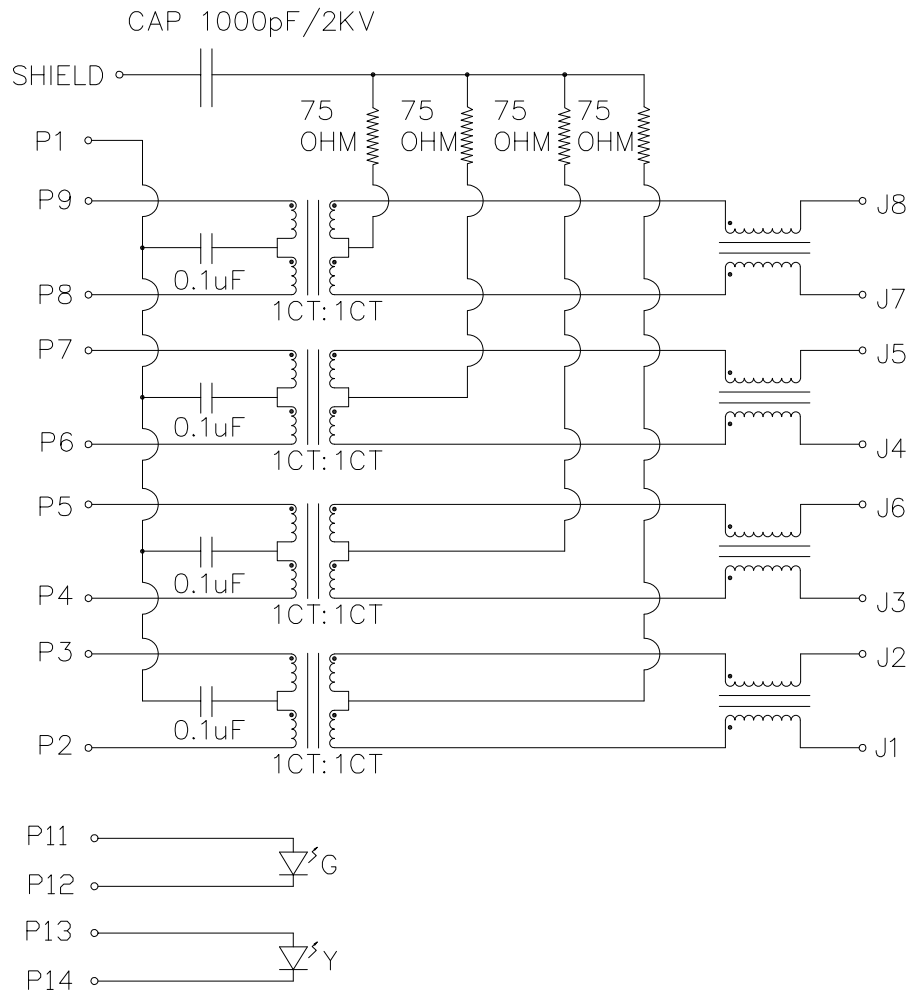 CAP 1000pF/2KV
SHIELD
75 OHM
75 OHM
75 OHM
75 OHM
P1
P9
J8
0.1uF
P8
1CT:1CT
J7
P7
J5
0.1uF
P6
1CT:1CT
J4
P5
J6
0.1uF
P4
1CT:1CT
J3
P3
J2
0.1uF
P2
1CT:1CT
J1
P11
G
P12
P13
Y
P14